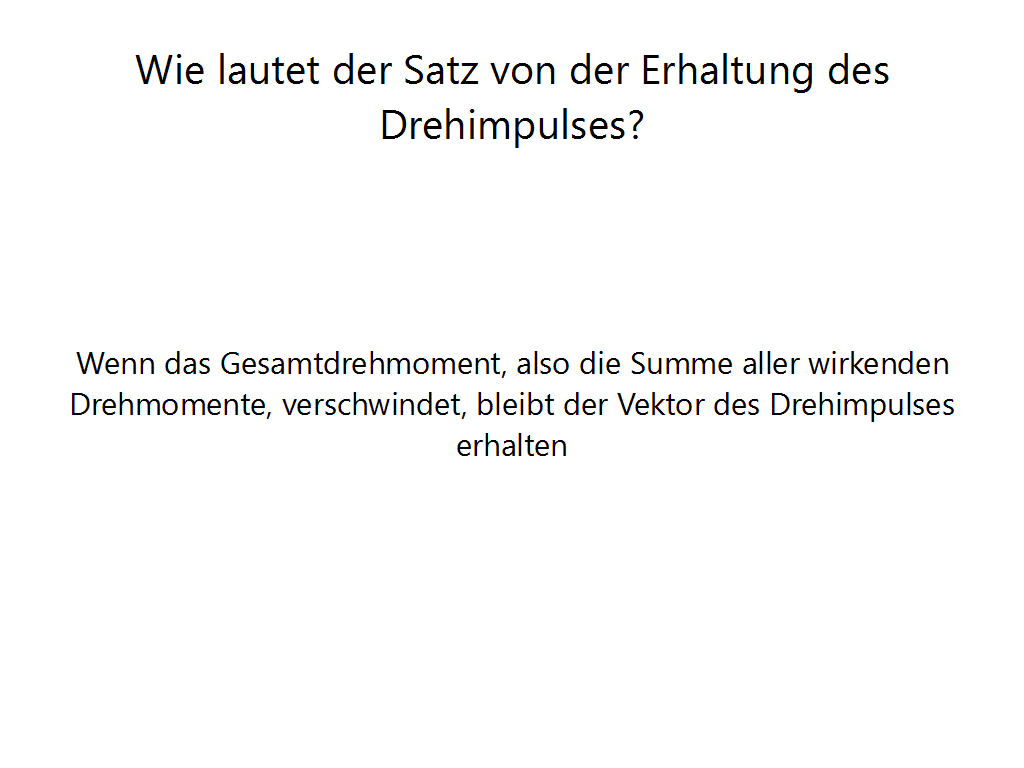 Wie lautet der Satz von der Erhaltung des
Drehimpulses?
Wenn das Gesamtdrehmoment, also die Summe aller wirkenden
Drehmomente, verschwindet, bleibt der Vektor des Drehimpulses
erhalten